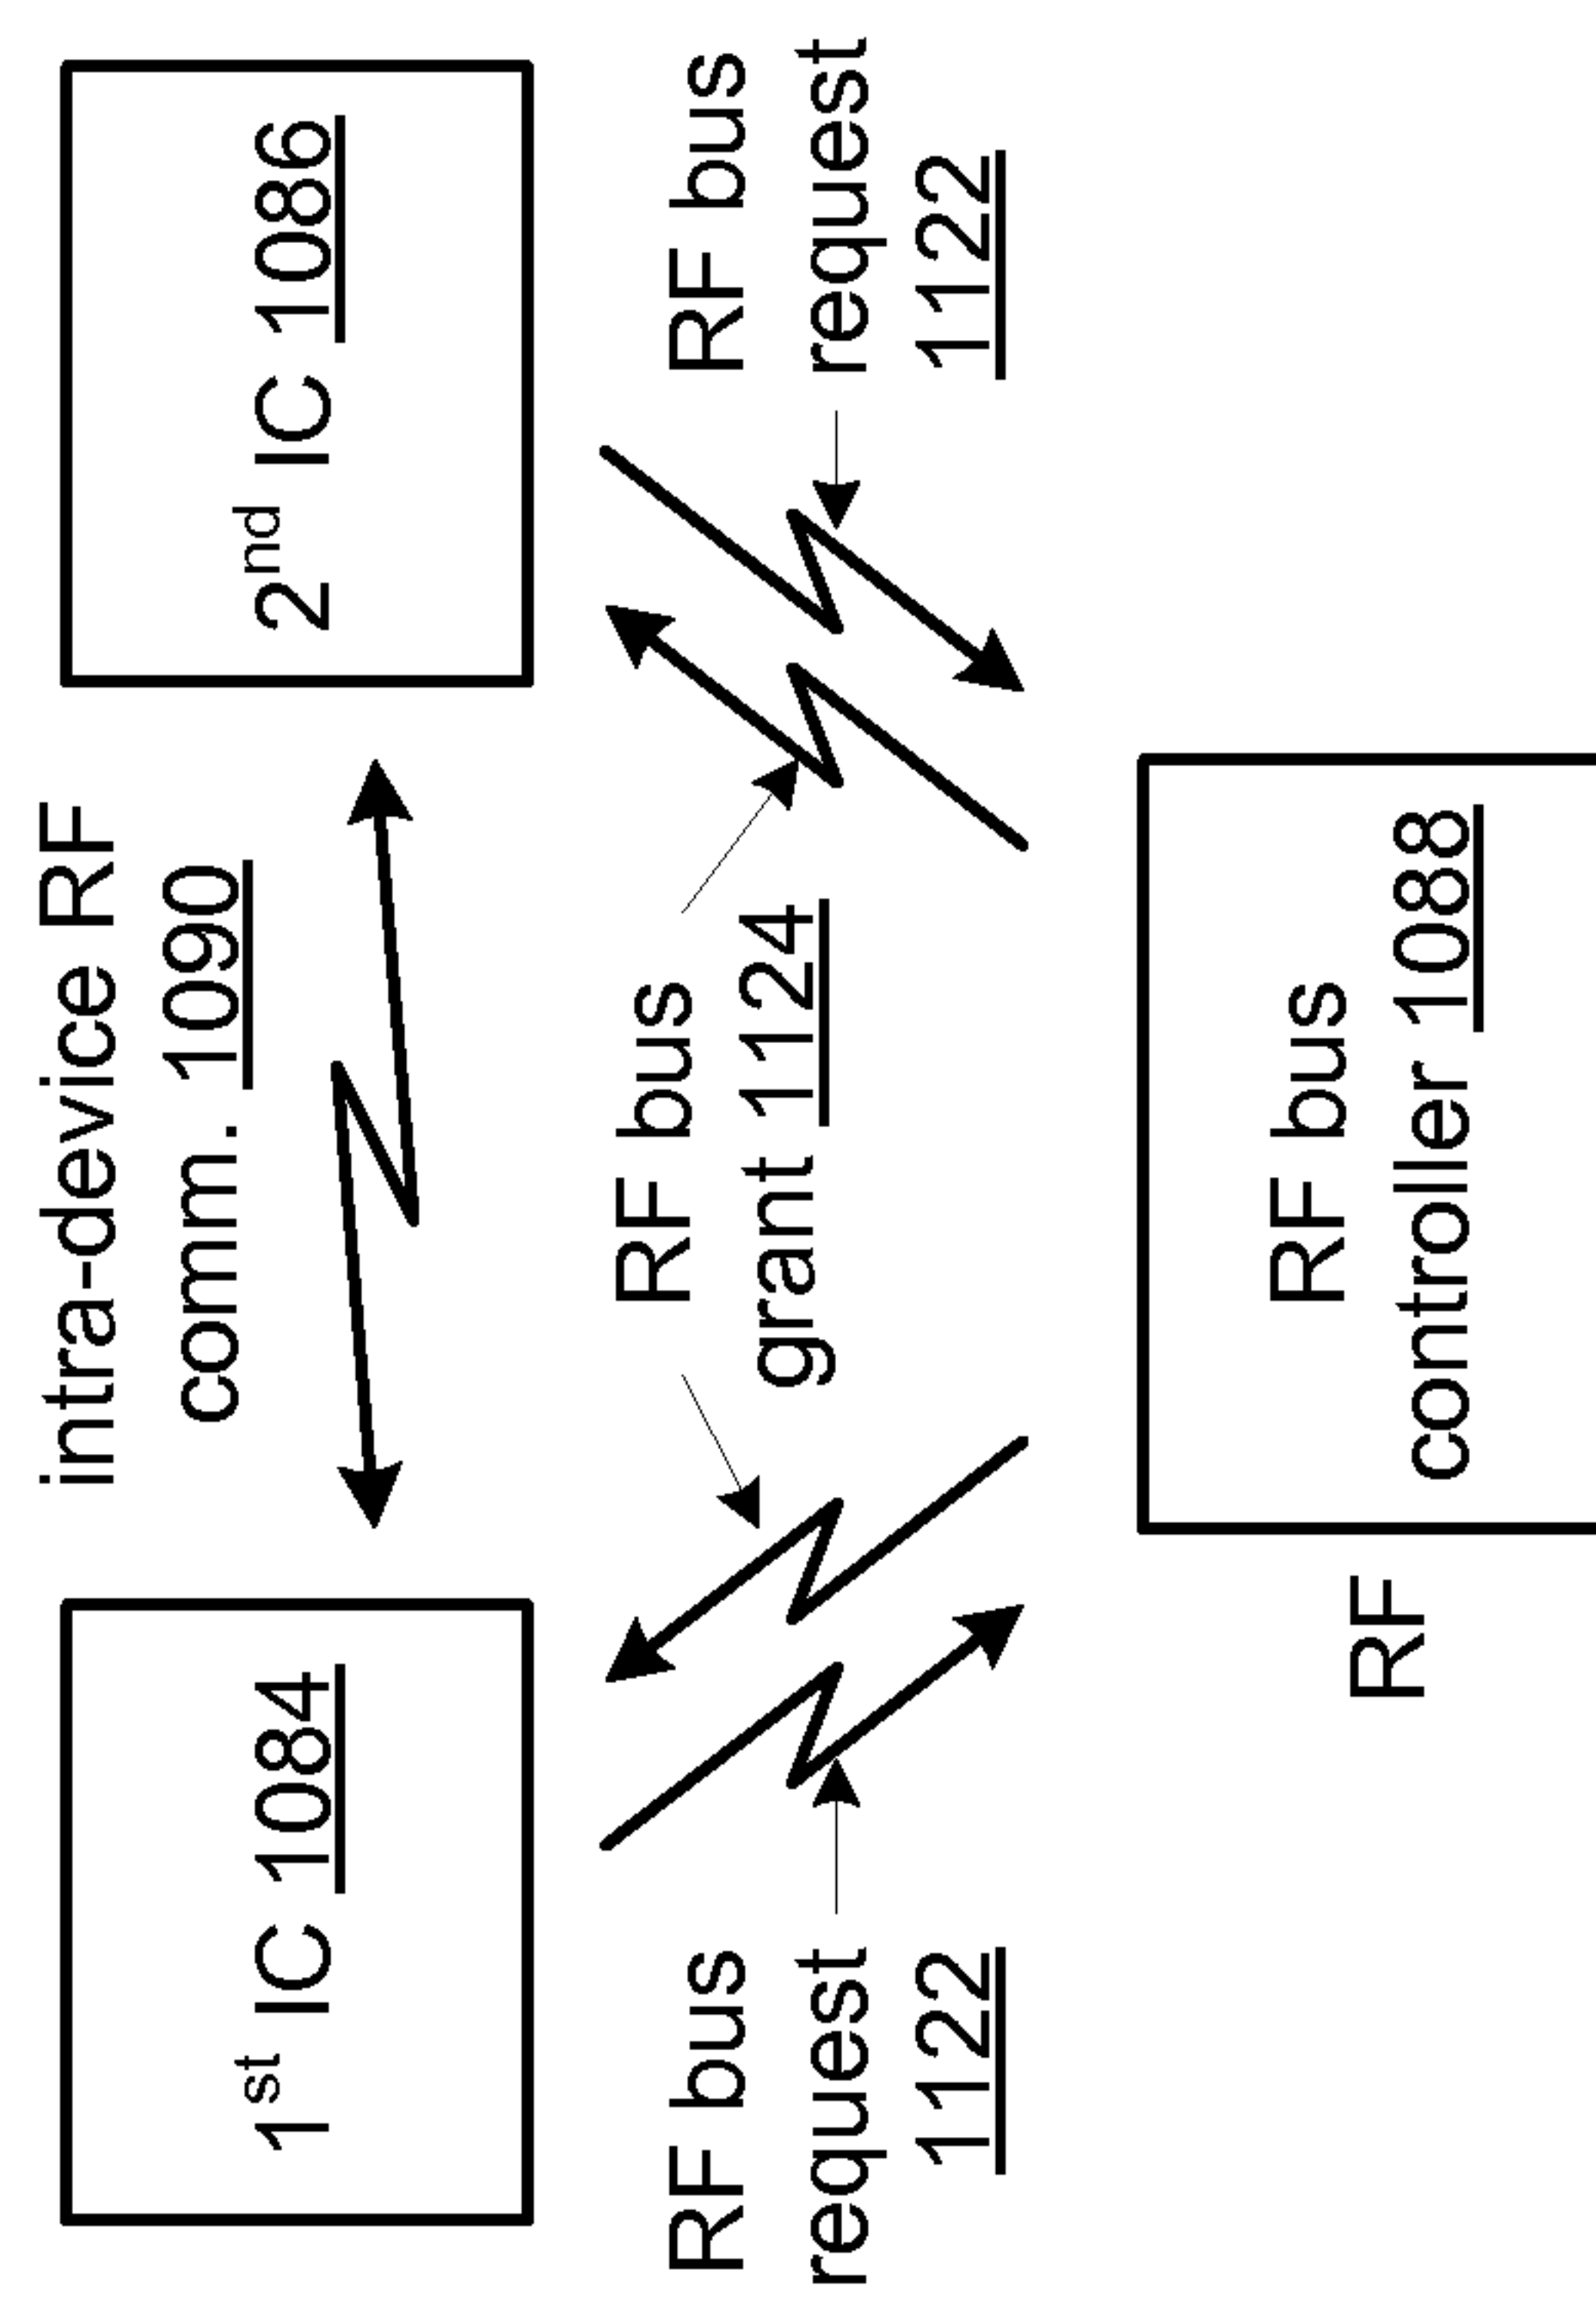 intra-device RF
comm. 1090
1st IC 1084
2nd IC 1086
RF bus
grant 1124
RF bus
request
1122
RF bus
request
1122
RF bus
controller 1088
RF